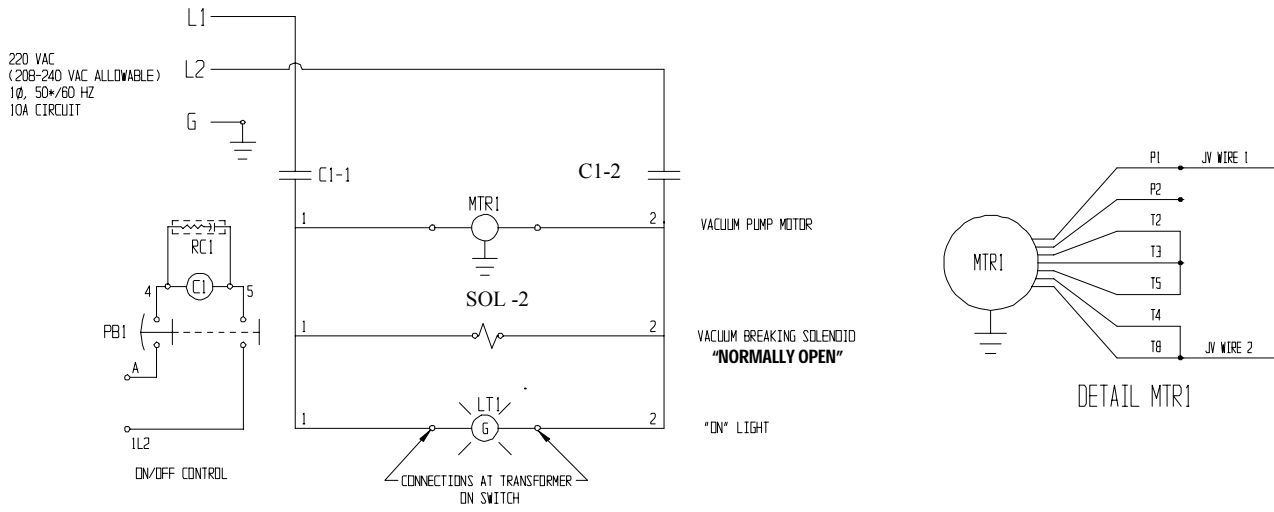 L1
220 VAC
(208-240 VAC ALLOWABLE)
1Ø, 50*/60 HZ
10A CIRCUIT
L2
G
C1-1
C1-2
MTR1
1
2
VACUUM PUMP MOTOR
RC1
C1
4
5
PB1
A
1L2
ON/OFF CONTROL
SOL -2
1
2
VACUUM BREAKING SOLENOID
“NORMALLY OPEN”
LT1
1
G
2
"ON" LIGHT
CONNECTIONS AT TRANSFORMER
ON SWITCH
MTR1
P1
JV WIRE 1
P2
T2
T3
T5
T4
T8
JV WIRE 2
DETAIL MTR1